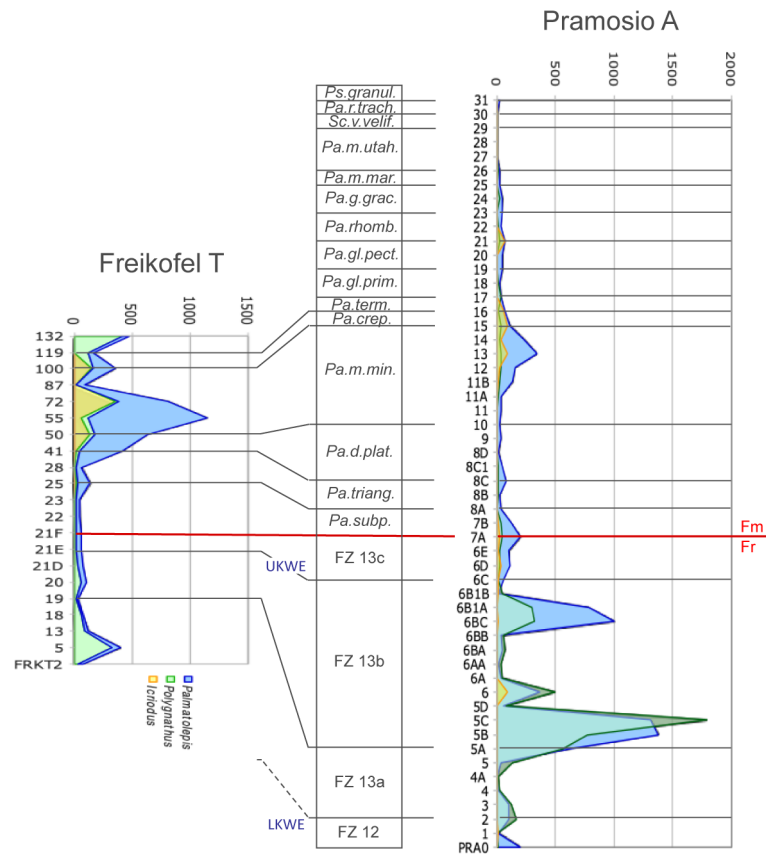 Pramosio A
0
500
1000
1500
2000
Ps.granul.
Pa.r.trach.
Sc.v.velif.
Pa.m.utah.
Pa.m.mar.
Pa.g.grac.
Pa.rhomb.
Pa.gl.pect.
Pa.gl.prim.
Pa.term.
Pa.crep.
Pa.m.min.
Pa.d.plat.
Pa.triang.
Pa.subp.
FZ 13c
FZ 13b
FZ 13a
FZ 12
UKWE
LKWE
Freikofel T
0
500
1000
1500
132
119
100
87
72
55
50
41
28
25
23
22
21F
21E
21D
20
19
18
13
5
FRKT2
Icriodus
Polygnathus
Palmatolepis
31
30
29
28
27
26
25
24
23
22
21
20
19
18
17
16
15
14
13
12
11B
11A
11
10
9
8D
8C1
8C
8B
8A
7B
7A
6E
6D
6C
6B1B
6B1A
6BC
6BB
6BA
6AA
6A
6
5D
5C
5B
5A
5
4A
4
3
2
1
PRA0
Fm
Fr